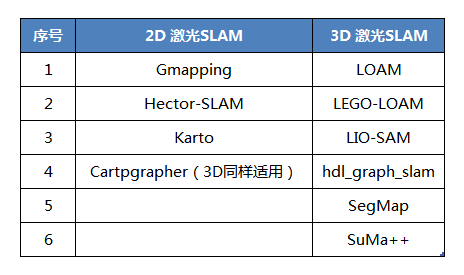 序号 2D 激光SLAM 3D 激光SLAM
1 Gmapping LOAM
2 Hector-SLAM LEGO-LOAM
3 Karto LIO-SAM
4 Cartpgrapher（3D同样适用） hdl_graph_slam
5 SegMap
6 SuMa++